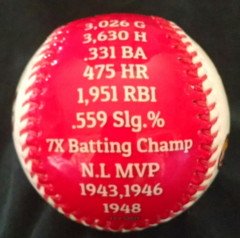 3,026 G
3,630 H
.331 BA
475 HR
1,951 RBI
.559 Slg.%
7X Batting Champ
N.L MVP
1943,1946
1948